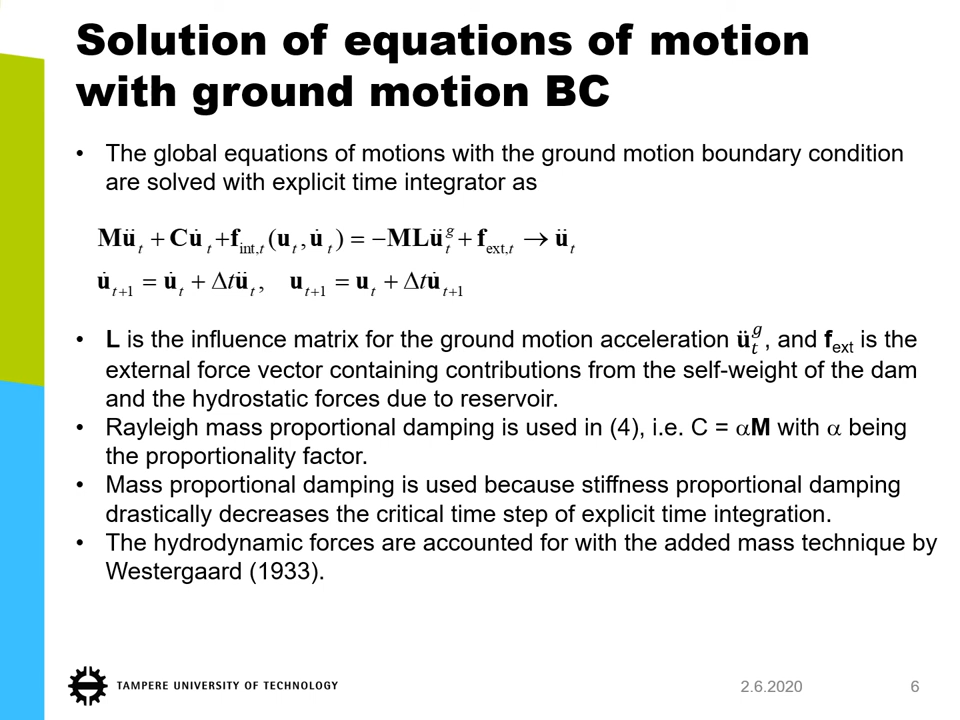 Solution of equations of motion
with ground motion BC
• The global equations of motions with the ground motion boundary condition
are solved with explicit time integrator as
𝐌ü_t + 𝐂u̇_t + 𝐟_int,t (𝐮_t, u̇_t) = −𝐌𝐋ü_t^g + 𝐟_ext,t → ü_t
u̇_t+1 = u̇_t + Δtü_t, 𝐮_t+1 = 𝐮_t + Δtu̇_t+1
• L is the influence matrix for the ground motion acceleration ü_t^g, and f_ext is the
external force vector containing contributions from the self-weight of the dam
and the hydrostatic forces due to reservoir.
• Rayleigh mass proportional damping is used in (4), i.e. C = αM with α being
the proportionality factor.
• Mass proportional damping is used because stiffness proportional damping
drastically decreases the critical time step of explicit time integration.
• The hydrodynamic forces are accounted for with the added mass technique by
Westergaard (1933).
TAMPERE UNIVERSITY OF TECHNOLOGY
2.6.2020
6